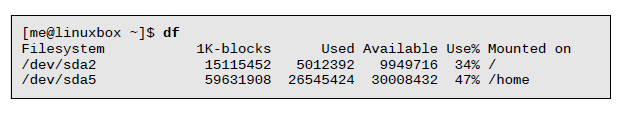 [me@linuxbox ~]$ df
Filesystem           1K-blocks      Used Available Use% Mounted on
/dev/sda2             15115452   5012392   9949716  34% /
/dev/sda5             59631908  26545424  30008432  47% /home